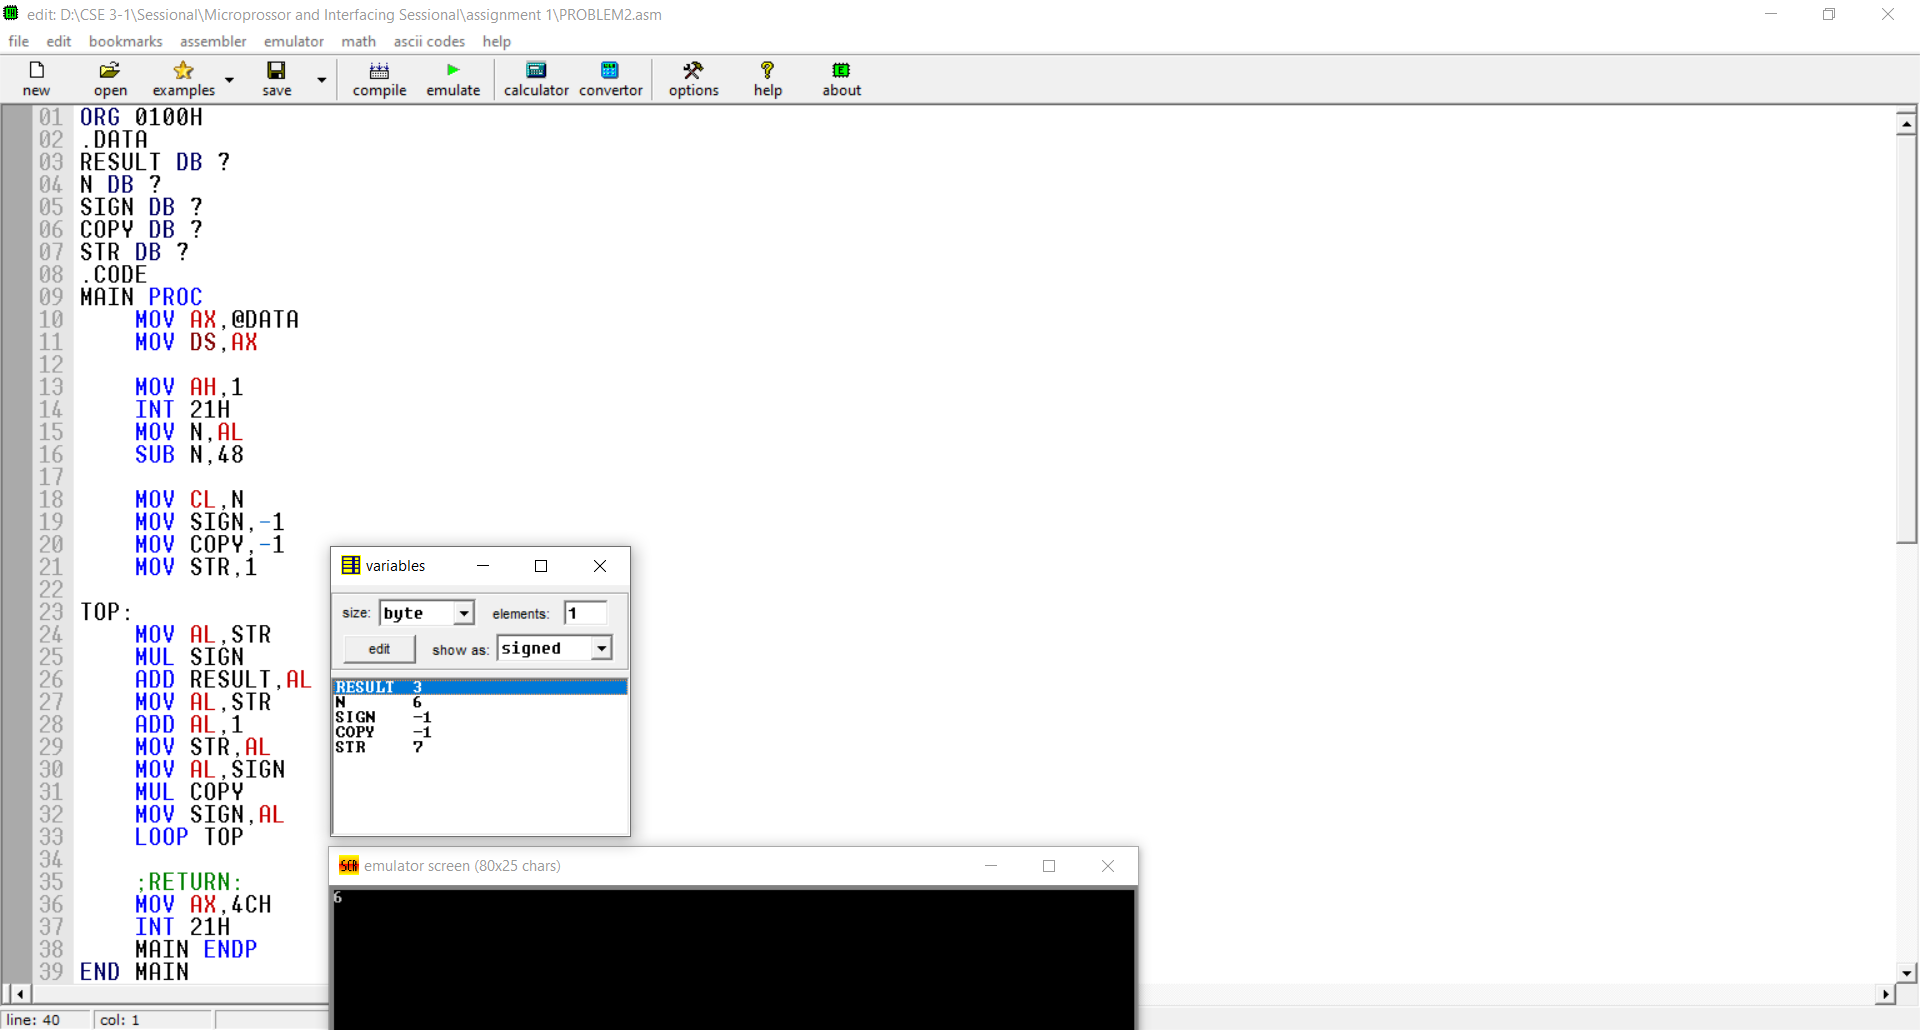 edit: D:\CSE 3-1\Sessional\Microprossor and Interfacing Sessional\assignment 1\PROBLEM2.asm
file edit bookmarks assembler emulator math ascii codes help
new open examples save compile emulate calculator convertor options help about
01 ORG 0100H
02 .DATA
03 RESULT DB ?
04 N DB ?
05 SIGN DB ?
06 COPY DB ?
07 STR DB ?
08 .CODE
09 MAIN PROC
10 MOV AX,@DATA
11 MOV DS,AX
12
13 MOV AH,1
14 INT 21H
15 MOV N,AL
16 SUB N,48
17
18 MOV CL,N
19 MOV SIGN,-1
20 MOV COPY,-1
21 MOV STR,1
22
23 TOP:
24 MOV AL,STR
25 MUL SIGN
26 ADD RESULT,AL
27 MOV AL,STR
28 ADD AL,1
29 MOV STR,AL
30 MOV AL,SIGN
31 MUL COPY
32 MOV SIGN,AL
33 LOOP TOP
34
35 ;RETURN:
36 MOV AX,4CH
37 INT 21H
38 MAIN ENDP
39 END MAIN
variables
size: byte elements: 1
edit show as: signed
RESULT 3
N 6
SIGN -1
COPY -1
STR 7
SCR emulator screen (80x25 chars)
6
line: 40 col: 1